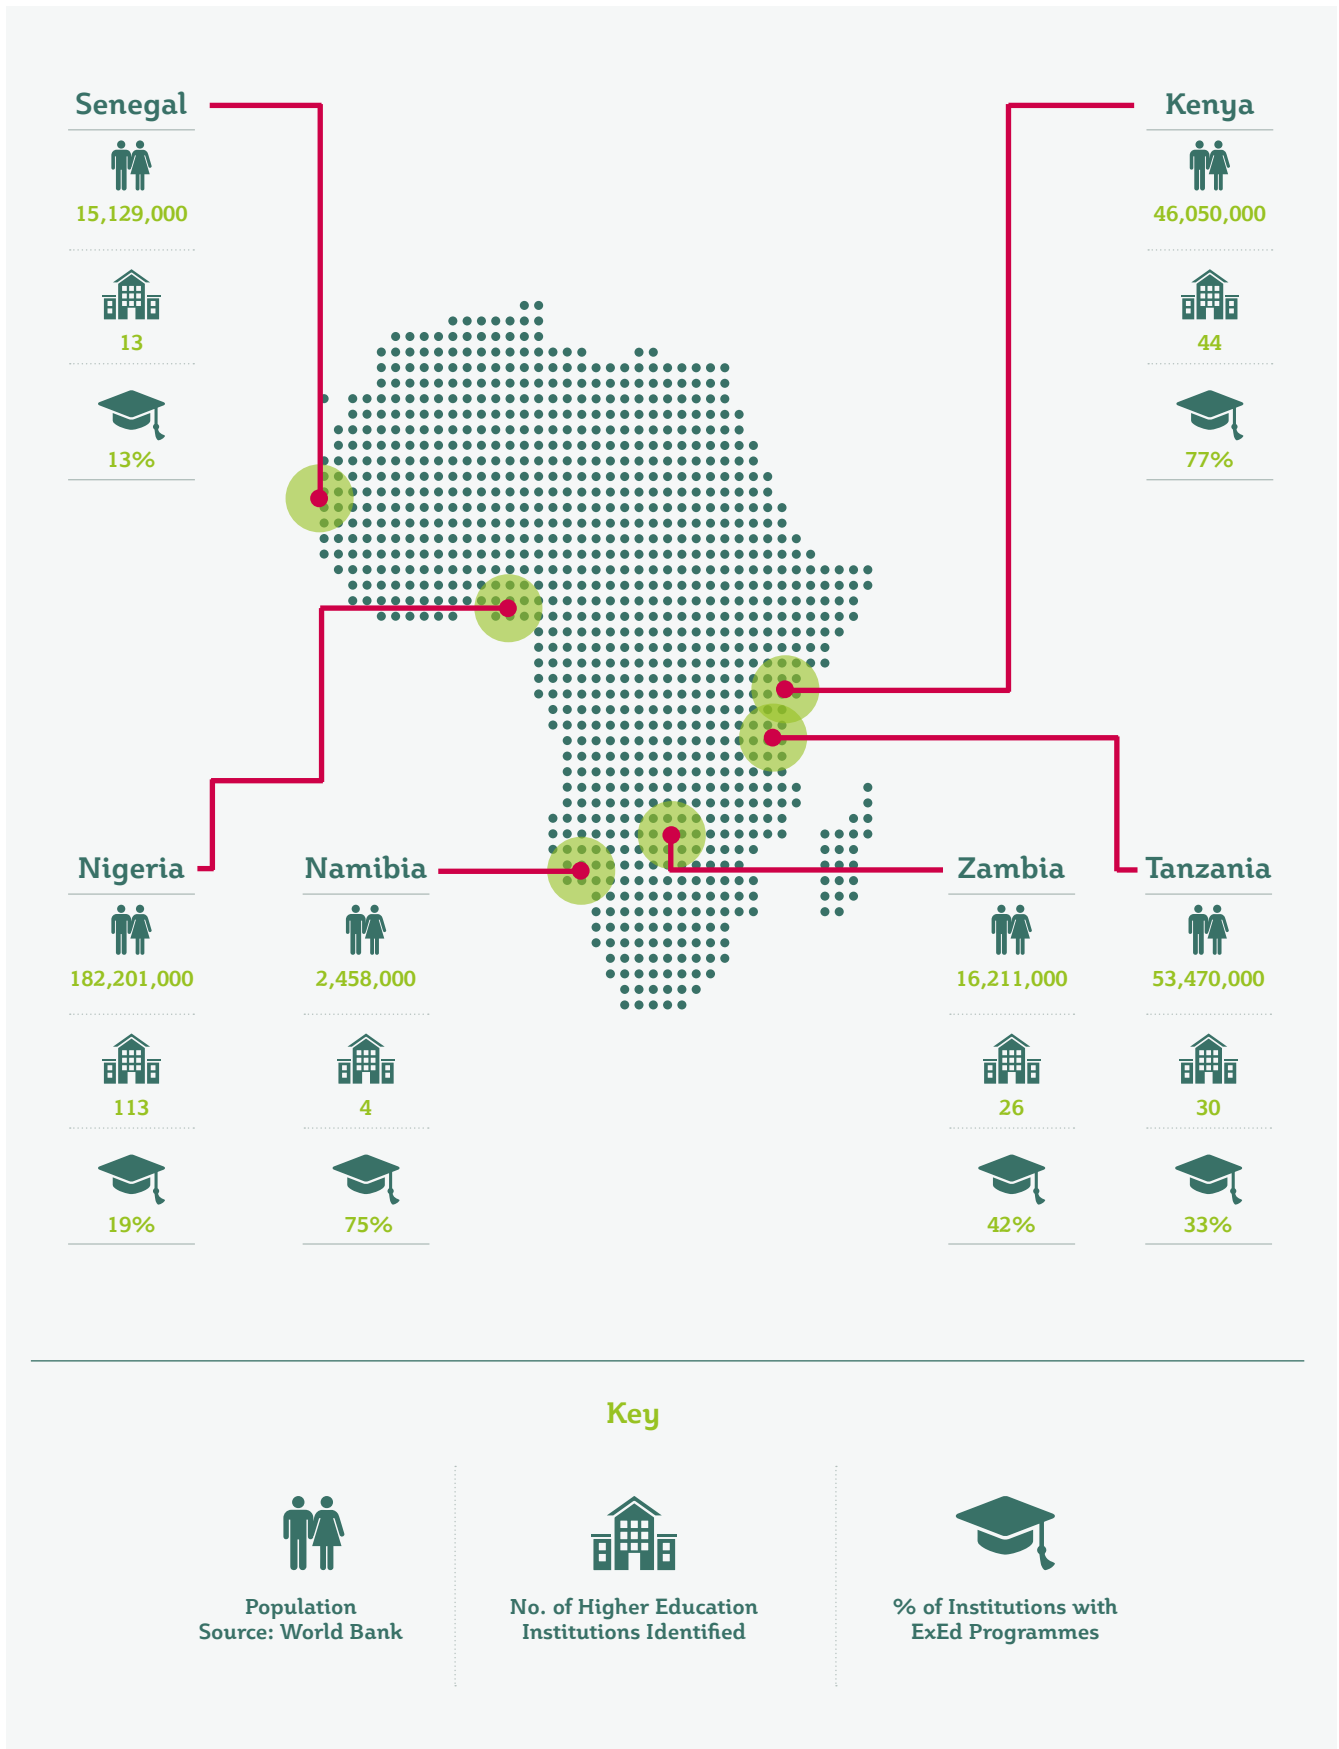 Senegal
15,129,000
13
13%
Kenya
46,050,000
44
77%
Nigeria
182,201,000
113
19%
Namibia
2,458,000
4
75%
Zambia
16,211,000
26
42%
Tanzania
53,470,000
30
33%
Key
Population
Source: World Bank
No. of Higher Education
Institutions Identified
% of Institutions with
ExEd Programmes